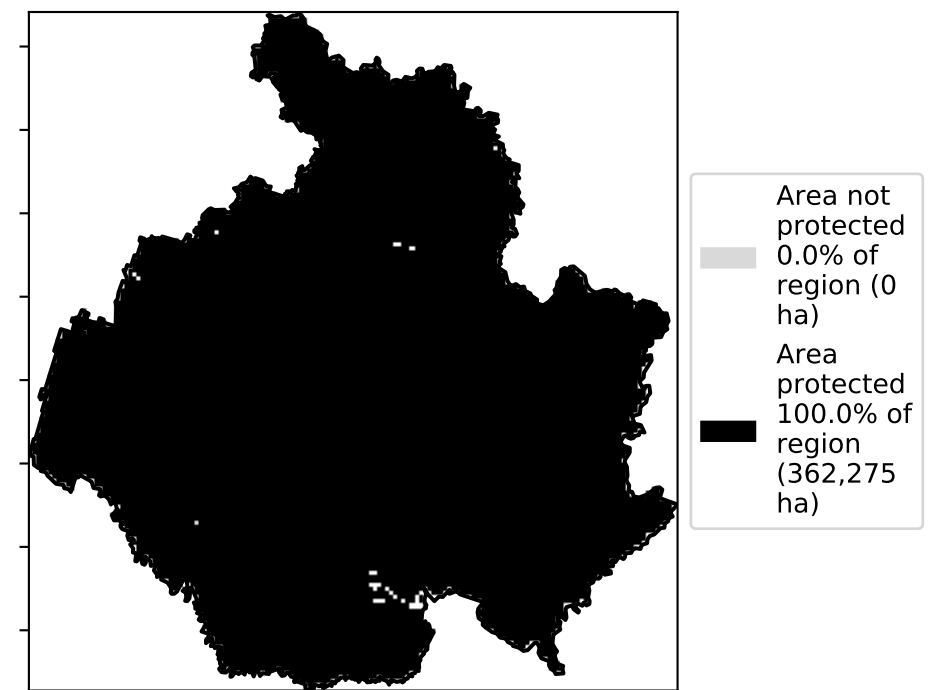 Area not
protected
0.0% of
region (0
ha)
Area
protected
100.0% of
region
(362,275
ha)